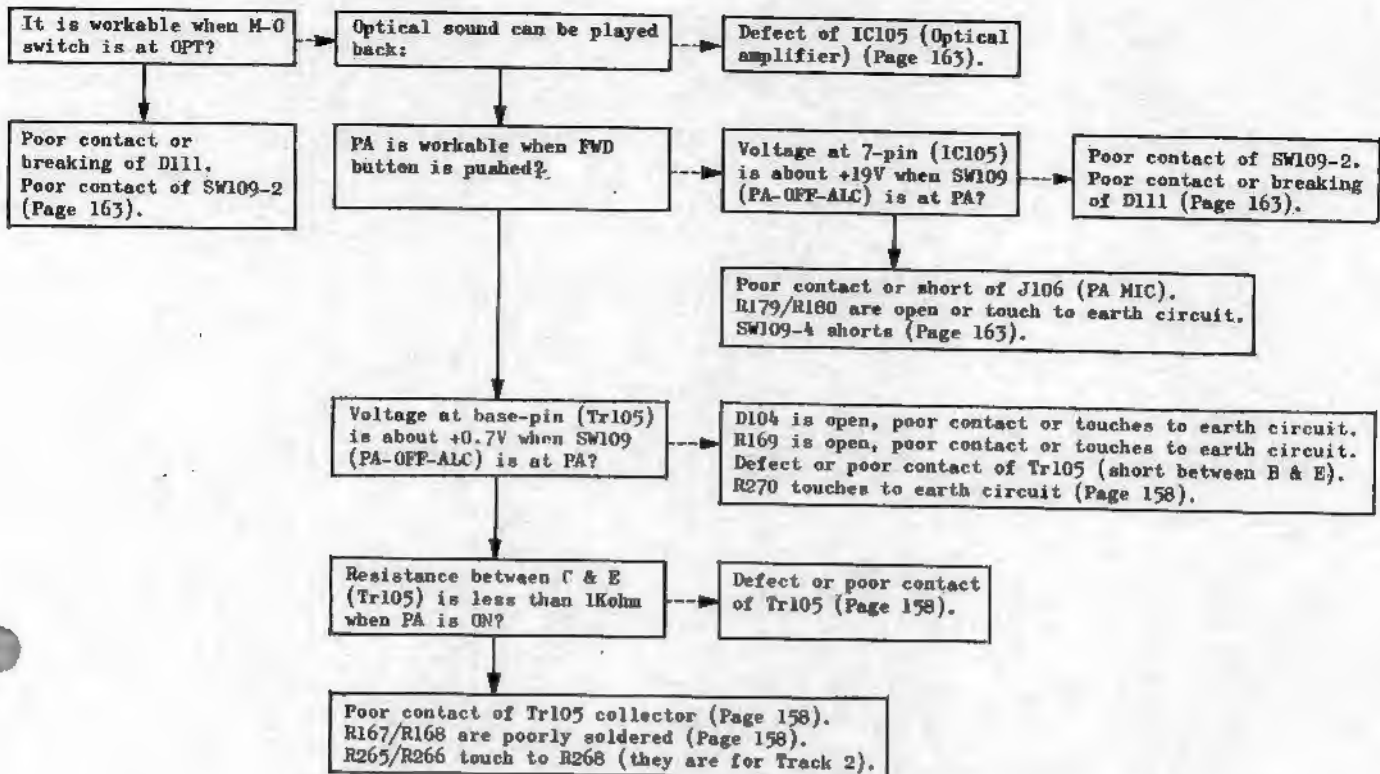 It is workable when M-O
switch is at OPT?
Optical sound can be played
back:
Defect of IC105 (Optical
amplifier) (Page 163).
Poor contact or
breaking of D111.
Poor contact of SW109-2
(Page 163).
PA is workable when FWD
button is pushed?
Voltage at 7-pin (IC105)
is about +19V when SW109
(PA-OFF-ALC) is at PA?
Poor contact of SW109-2.
Poor contact or breaking
of D111 (Page 163).
Poor contact or short of J106 (PA MIC).
R179/R180 are open or touch to earth circuit.
SW109-4 shorts (Page 163).
Voltage at base-pin (Tr105)
is about +0.7V when SW109
(PA-OFF-ALC) is at PA?
D104 is open, poor contact or touches to earth circuit.
R169 is open, poor contact or touches to earth circuit.
Defect or poor contact of Tr105 (short between B & E).
R270 touches to earth circuit (Page 158).
Resistance between C & E
(Tr105) is less than 1Kohm
when PA is ON?
Defect or poor contact
of Tr105 (Page 158).
Poor contact of Tr105 collector (Page 158).
R167/R168 are poorly soldered (Page 158).
R265/R266 touch to R268 (they are for Track 2).